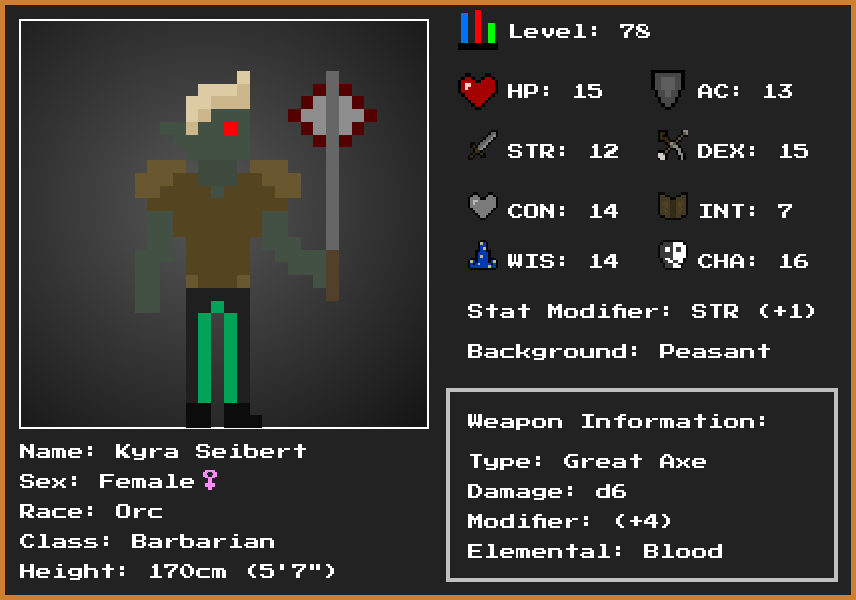 Level: 78
HP: 15 AC: 13
STR: 12 DEX: 15
CON: 14 INT: 7
WIS: 14 CHA: 16
Stat Modifier: STR (+1)
Background: Peasant
Weapon Information:
Type: Great Axe
Damage: d6
Modifier: (+4)
Elemental: Blood
Name: Kyra Seibert
Sex: Female♀
Race: Orc
Class: Barbarian
Height: 170cm (5'7")